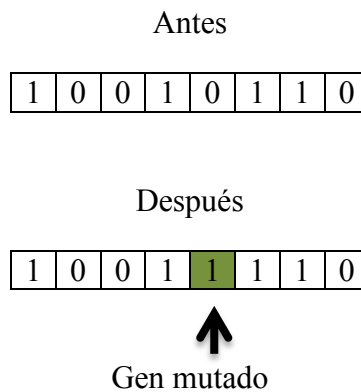 Antes
1 0 0 1 0 1 1 0
Después
1 0 0 1 1 1 1 0
Gen mutado